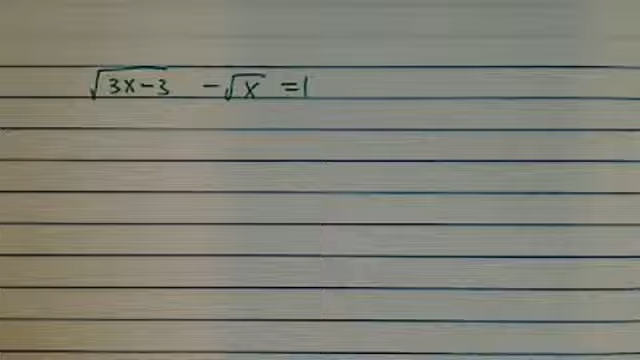 √(3x-3) - √x = 1